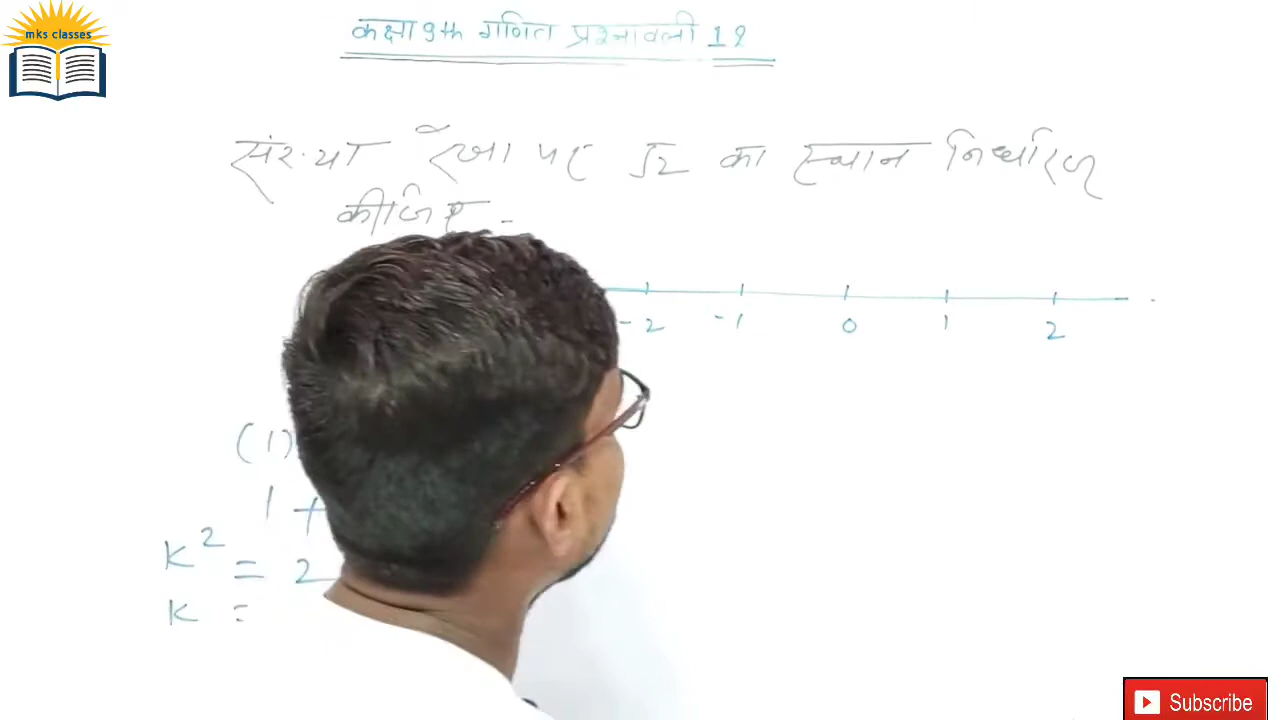 mks classes
कक्षा 9th गणित प्रश्नावली 1.2
संख्या रेखा पर √2 का स्थान निर्धारण
कीजिए -
-2 -1 0 1 2
(1)
1 +
K² = 2
K =
Subscribe